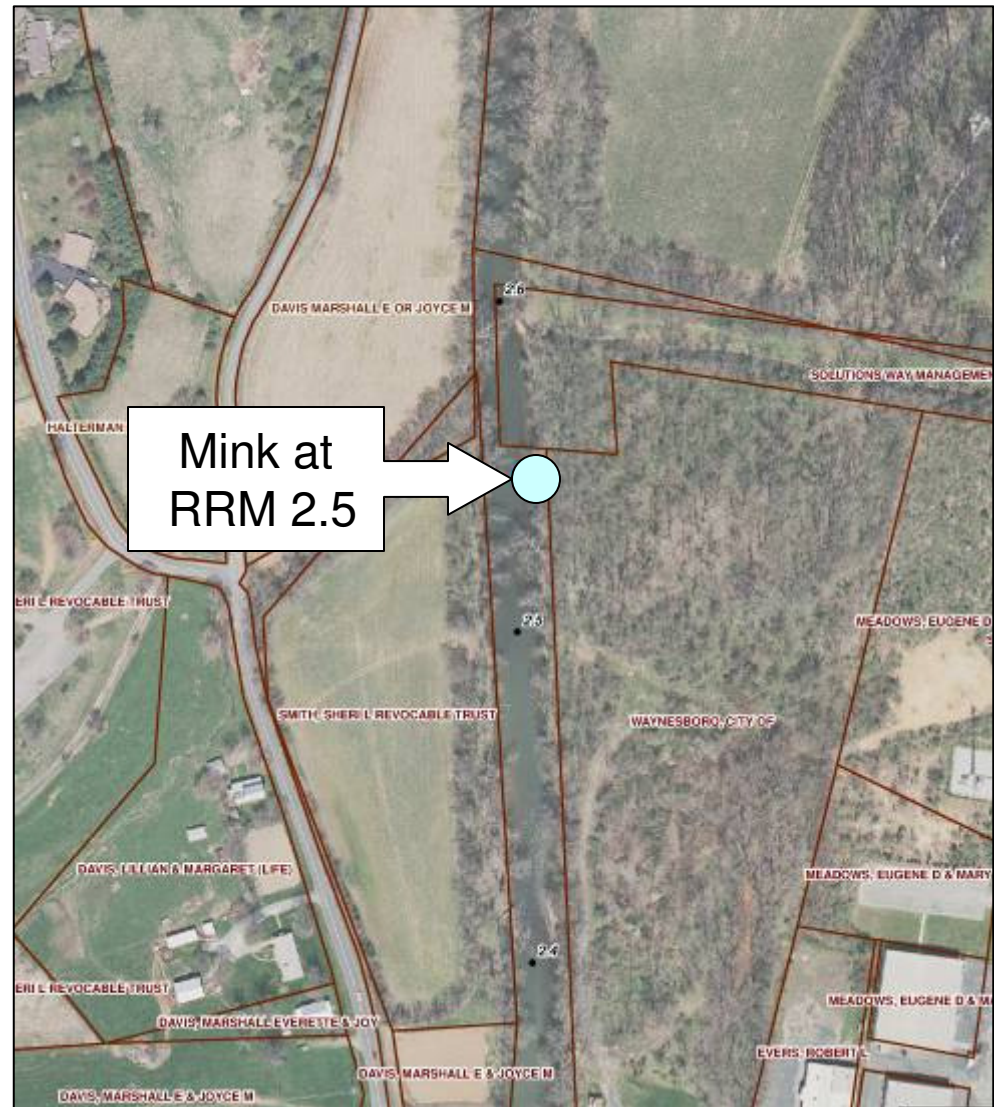 2.6
DAVIS MARSHALL E OR JOYCE M
SOLUTIONS WAY MANAGEMEN
HALTERMAN
Mink at
RRM 2.5
ERI L REVOCABLE TRUST
2.5
MEADOWS, EUGENE D
S
SMITH, SHERI L REVOCABLE TRUST
WAYNESBORO, CITY OF
DAVIS, LILLIAN & MARGARET (LIFE)
MEADOWS, EUGENE D & MARY
2.4
ERI L REVOCABLE TRUST
MEADOWS, EUGENE D & MA
DAVIS, MARSHALL EVERETTE & JOY
EVERS, ROBERT L
DAVIS, MARSHALL E & JOYCE M
DAVIS, MARSHALL E & JOYCE M